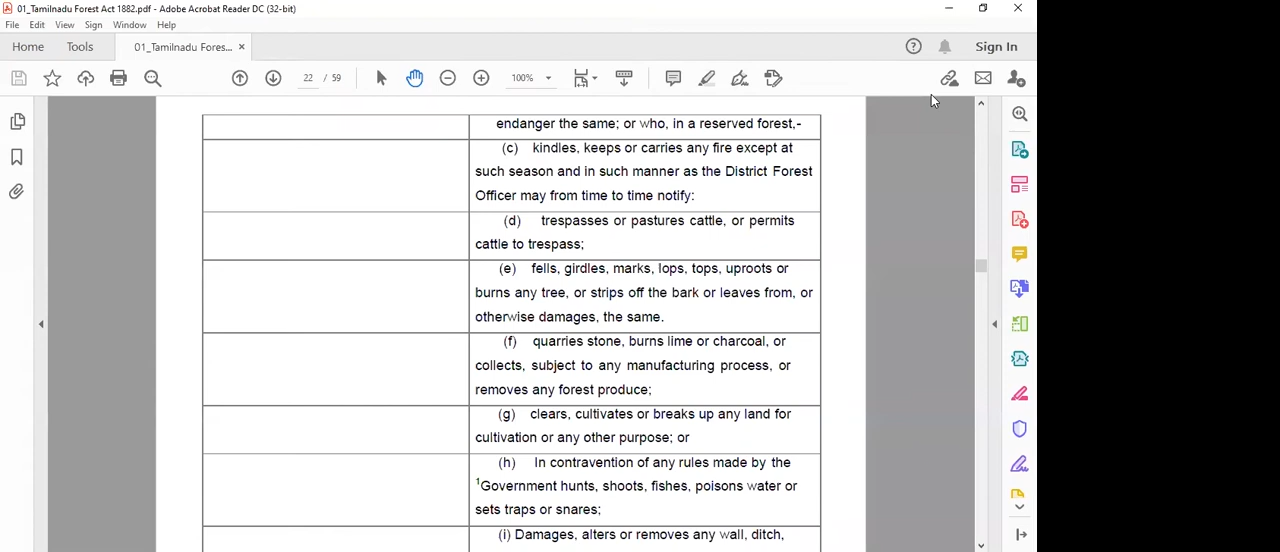 01_Tamilnadu Forest Act 1882.pdf - Adobe Acrobat Reader DC (32-bit)
File Edit View Sign Window Help
Home Tools 01_Tamilnadu Fores... × Sign In
22 / 59 100%
endanger the same; or who, in a reserved forest,-
(c) kindles, keeps or carries any fire except at
such season and in such manner as the District Forest
Officer may from time to time notify:
(d) trespasses or pastures cattle, or permits
cattle to trespass;
(e) fells, girdles, marks, lops, tops, uproots or
burns any tree, or strips off the bark or leaves from, or
otherwise damages, the same.
(f) quarries stone, burns lime or charcoal, or
collects, subject to any manufacturing process, or
removes any forest produce;
(g) clears, cultivates or breaks up any land for
cultivation or any other purpose; or
(h) In contravention of any rules made by the
¹Government hunts, shoots, fishes, poisons water or
sets traps or snares;
(i) Damages, alters or removes any wall, ditch,